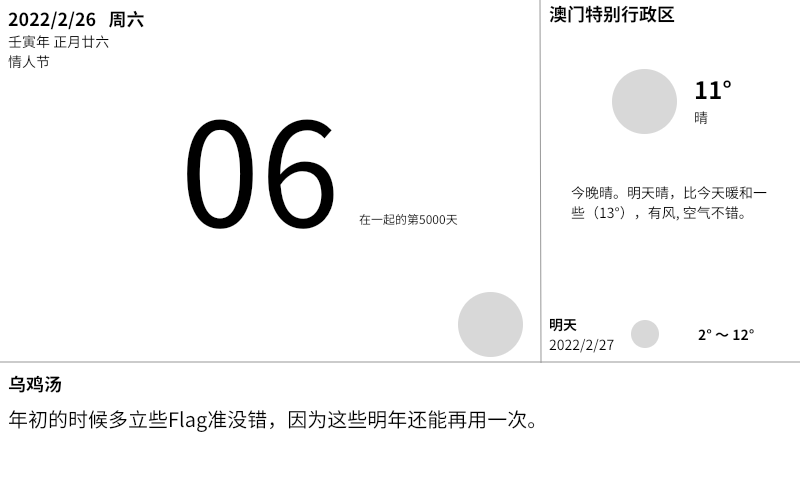 2022/2/26 周六
壬寅年 正月廿六
情人节
06
在一起的第5000天
澳门特别行政区
11°
晴
今晚晴。明天晴，比今天暖和一
些（13°），有风, 空气不错。
明天
2022/2/27
2° ～ 12°
乌鸡汤
年初的时候多立些Flag准没错，因为这些明年还能再用一次。